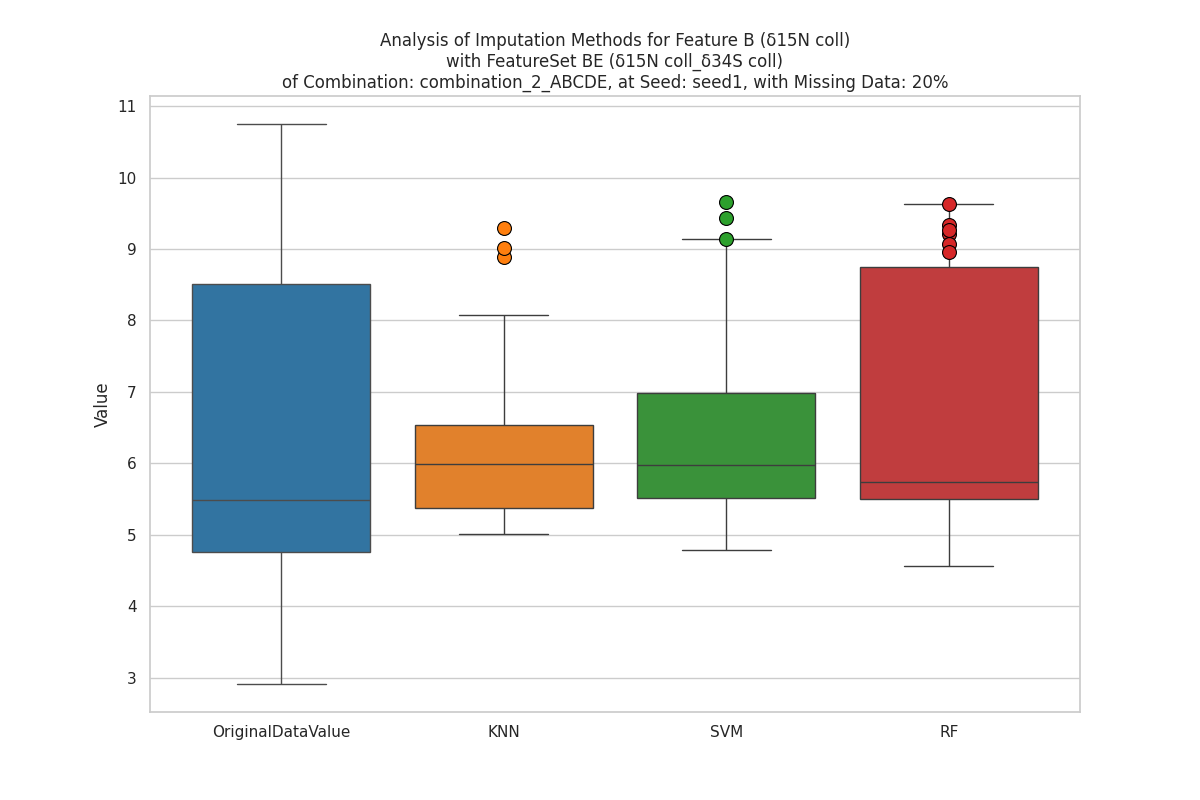 Analysis of Imputation Methods for Feature B (δ15N coll)
with FeatureSet BE (δ15N coll_δ34S coll)
of Combination: combination_2_ABCDE, at Seed: seed1, with Missing Data: 20%
11
10
9
8
7
6
5
4
3
Value
OriginalDataValue
KNN
SVM
RF